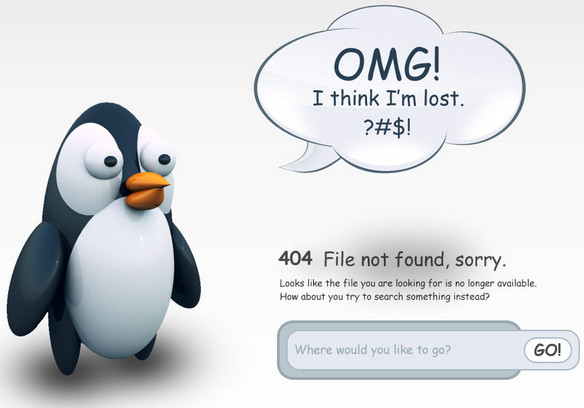 OMG!
I think I'm lost.
?#$!
404 File not found, sorry.
Looks like the file you are looking for is no longer available.
How about you try to search something instead?
Where would you like to go?
GO!